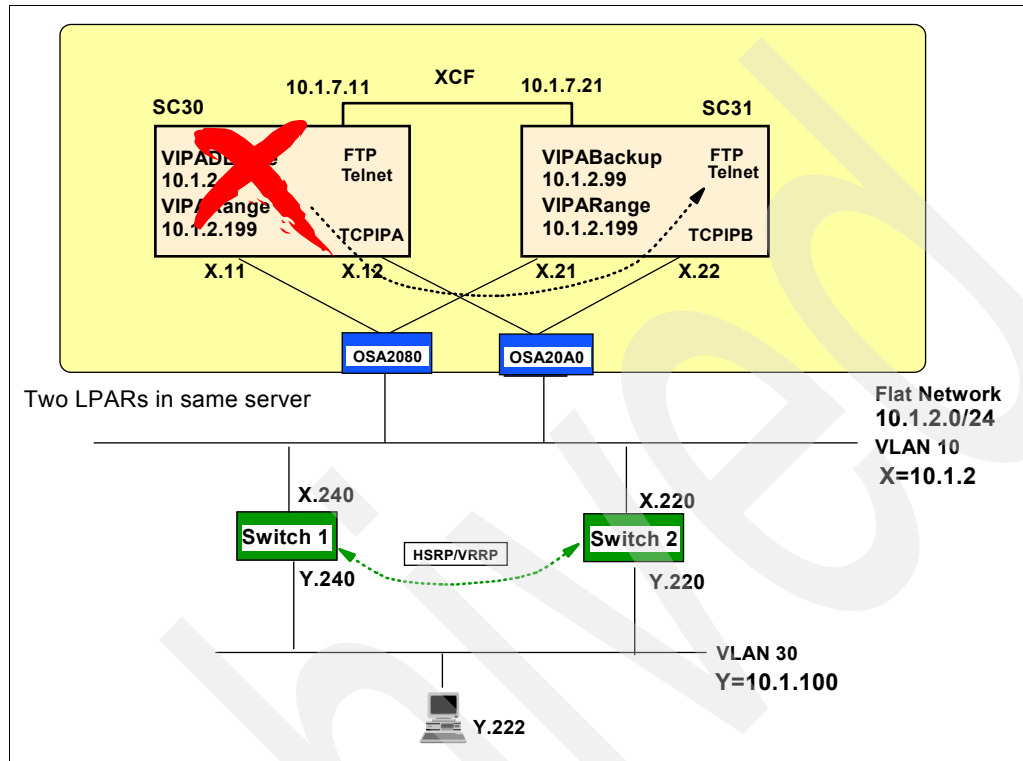 XCF
10.1.7.11
10.1.7.21
SC30
SC31
10.1.2
10.1.2.199
FTP
Telnet
TCPIPA
VIPABackup
10.1.2.99
VIPARange
10.1.2.199
FTP
Telnet
TCPIPB
X.11
X.12
X.21
X.22
OSA2080
OSA20A0
Two LPARs in same server
Flat Network
10.1.2.0/24
VLAN 10
X=10.1.2
X.240
X.220
Switch 1
HSRP/VRRP
Switch 2
Y.240
Y.220
VLAN 30
Y=10.1.100
Y.222